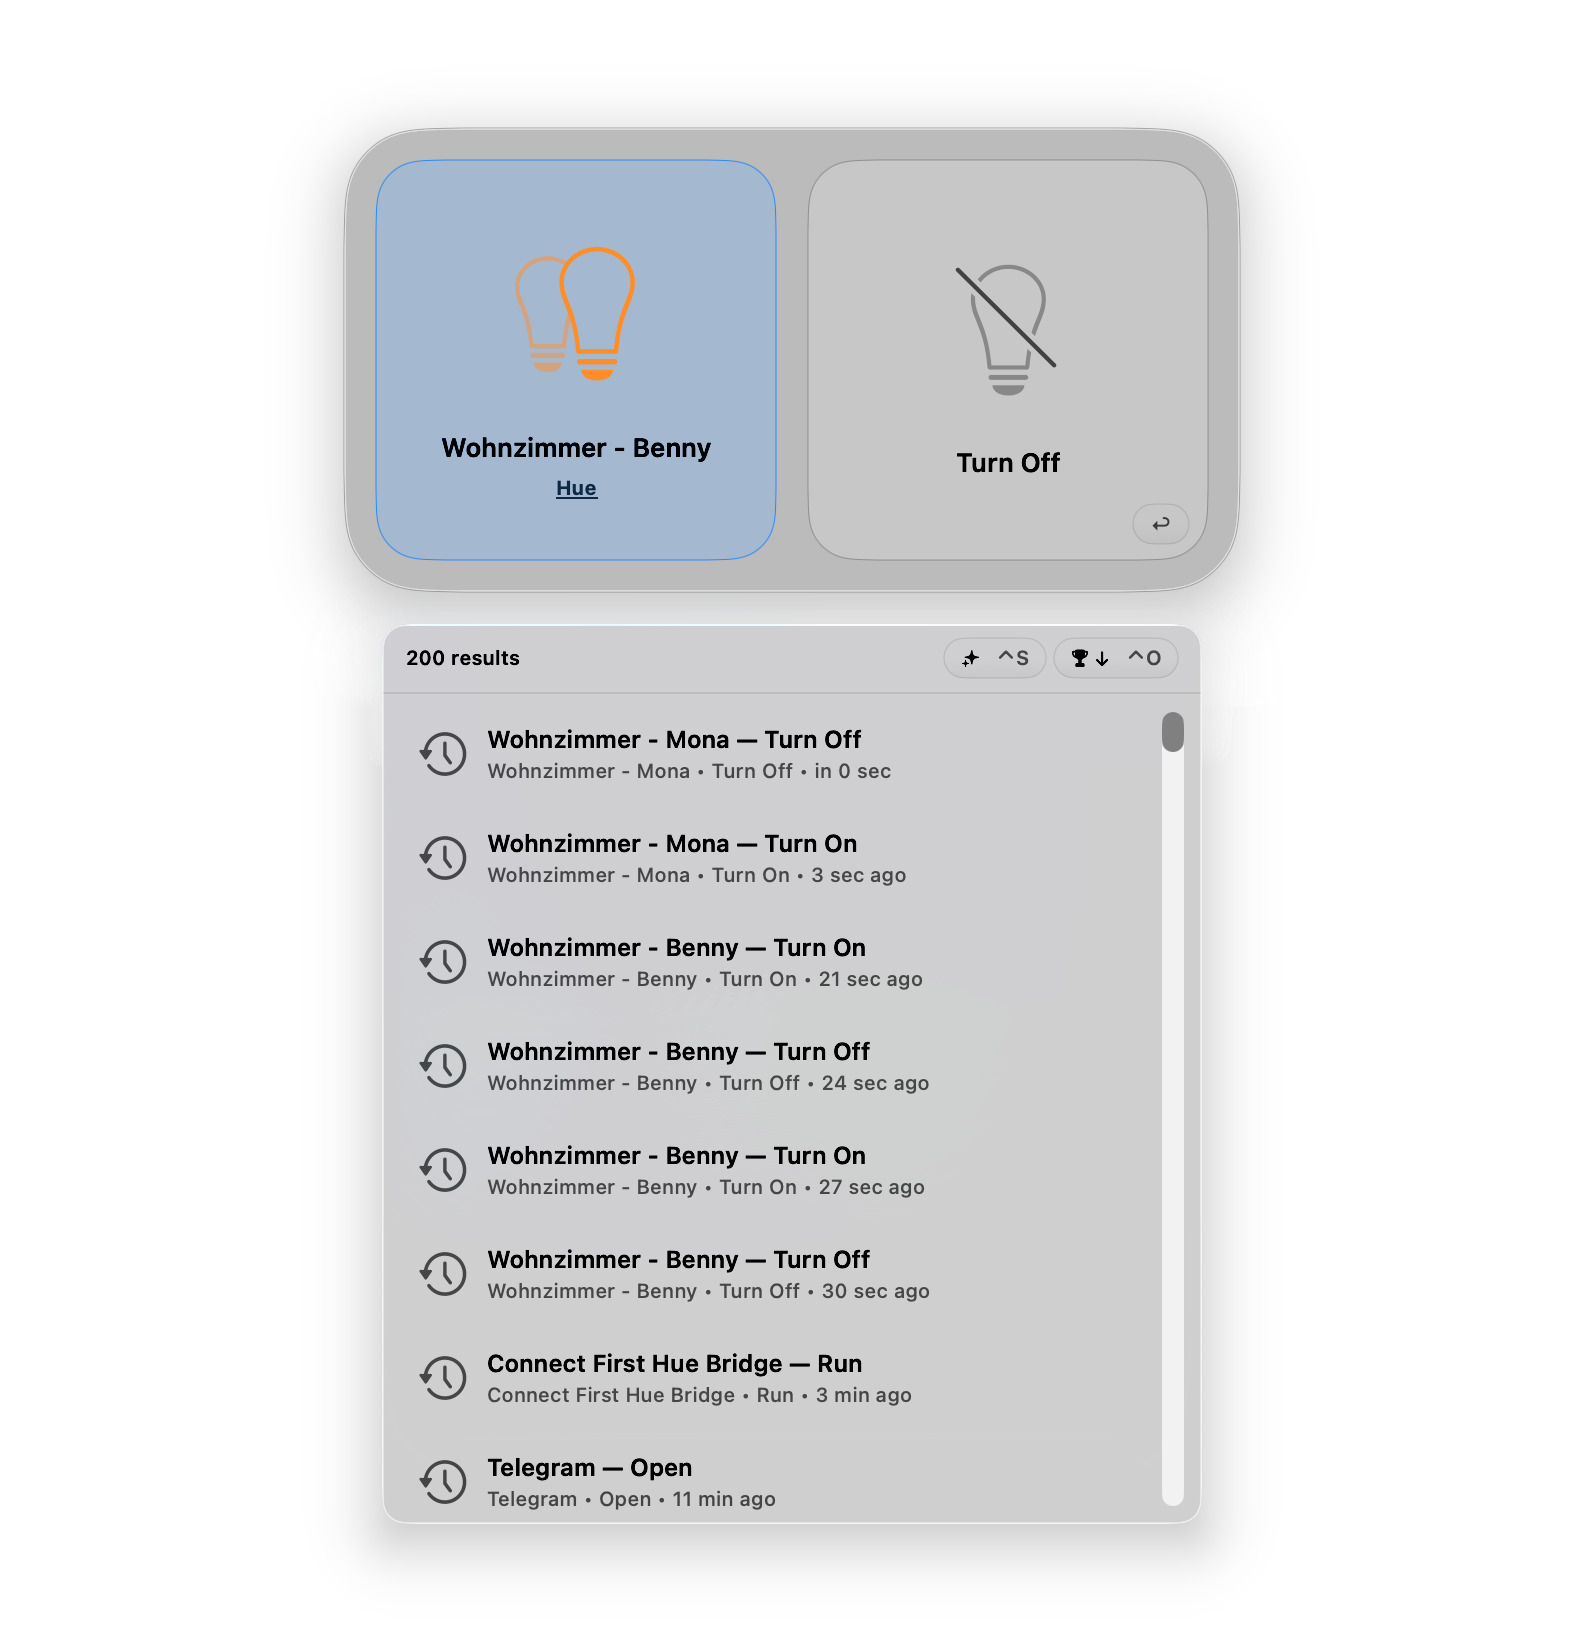 Wohnzimmer - Benny
Hue
Turn Off
200 results
^S
^O
Wohnzimmer - Mona — Turn Off
Wohnzimmer - Mona • Turn Off • in 0 sec
Wohnzimmer - Mona — Turn On
Wohnzimmer - Mona • Turn On • 3 sec ago
Wohnzimmer - Benny — Turn On
Wohnzimmer - Benny • Turn On • 21 sec ago
Wohnzimmer - Benny — Turn Off
Wohnzimmer - Benny • Turn Off • 24 sec ago
Wohnzimmer - Benny — Turn On
Wohnzimmer - Benny • Turn On • 27 sec ago
Wohnzimmer - Benny — Turn Off
Wohnzimmer - Benny • Turn Off • 30 sec ago
Connect First Hue Bridge — Run
Connect First Hue Bridge • Run • 3 min ago
Telegram — Open
Telegram • Open • 11 min ago